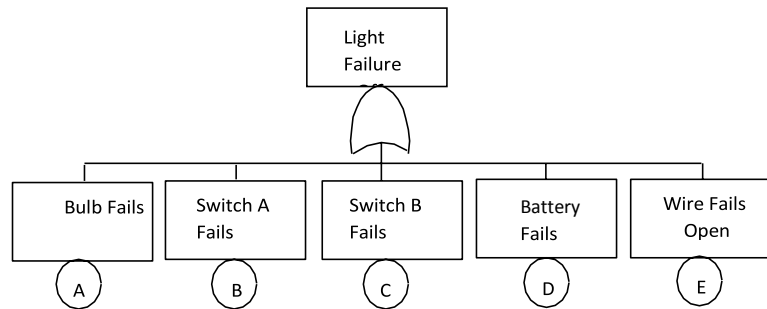 Light
Failure
Bulb Fails
Switch A
Fails
Switch B
Fails
Battery
Fails
Wire Fails
Open
A
B
C
D
E